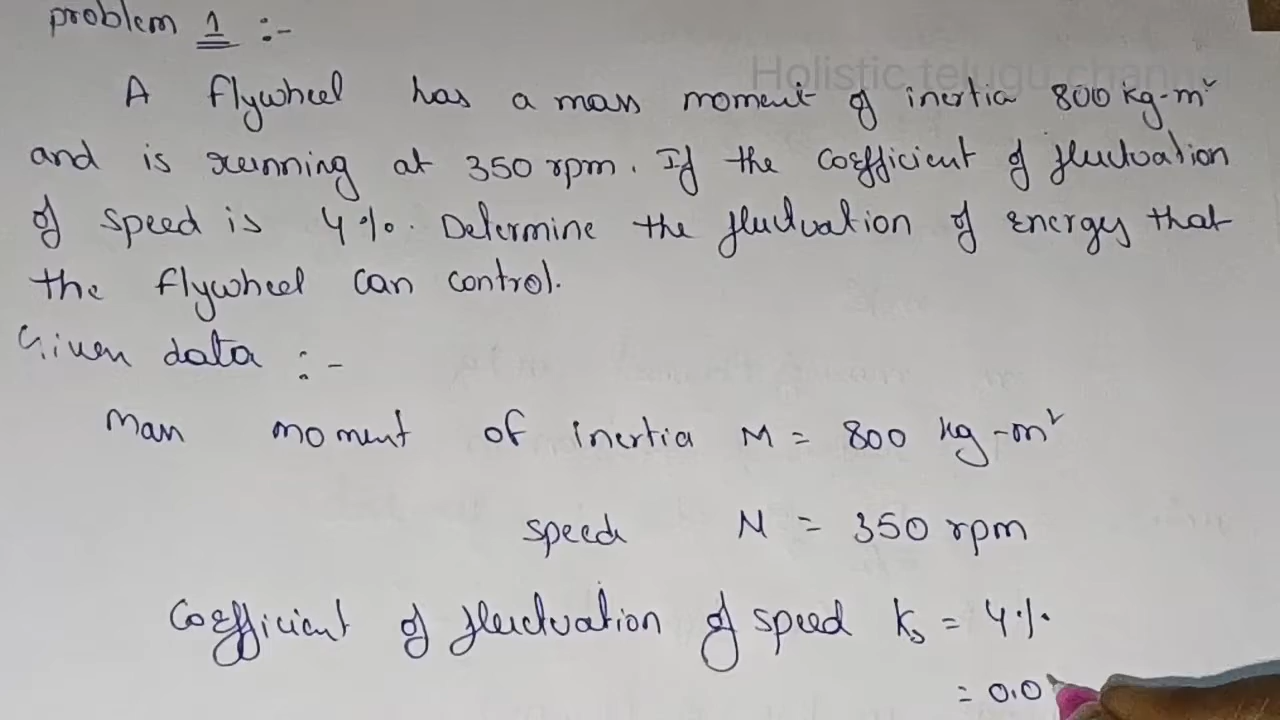 problem 1 :-
Holistic telugu channe
A flywheel has a mass moment of inertia 800 kg-m²
and is running at 350 rpm. If the coefficient of fluctuation
of speed is 4%. Determine the fluctuation of energy that
the flywheel can control.
Given data :-
Mass moment of inertia M = 800 kg-m²
speed N = 350 rpm
Coefficient of fluctuation of speed Ks = 4%.
= 0.0